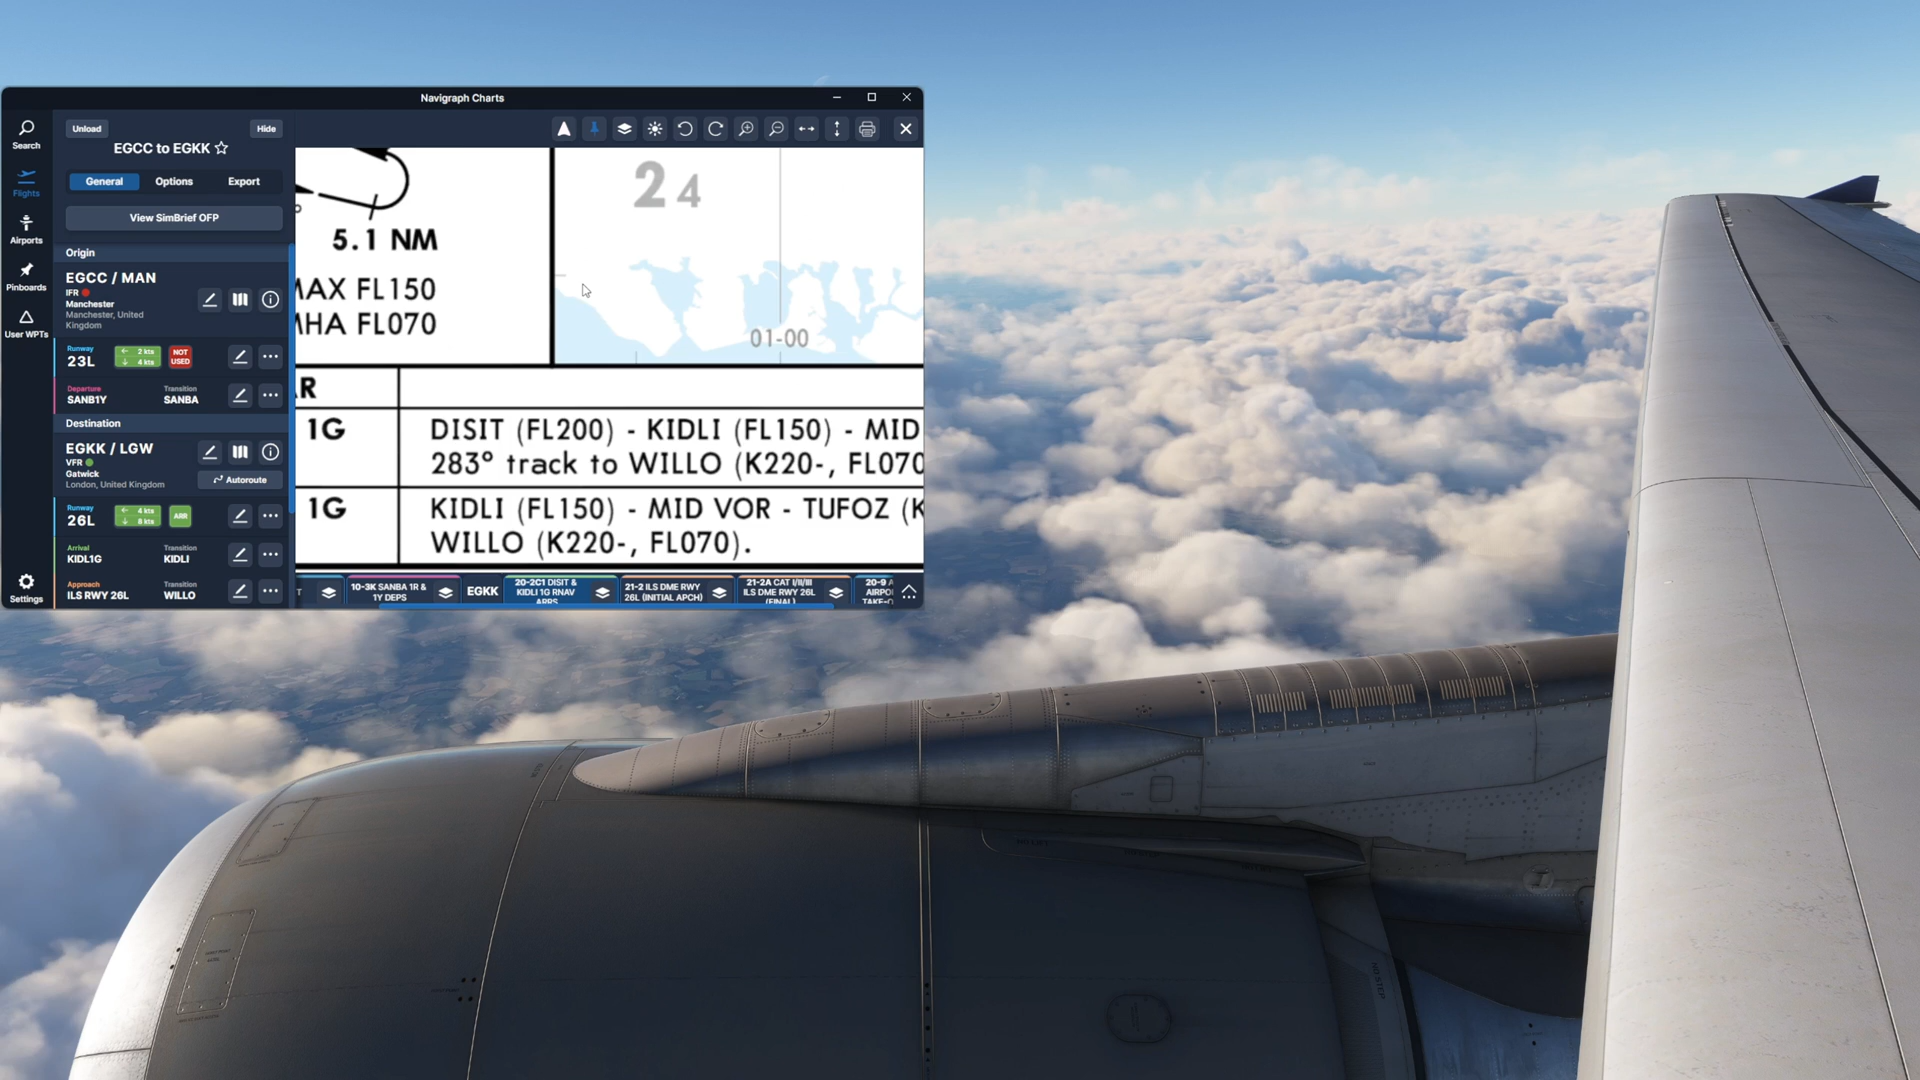 Navigraph Charts
Search
Flights
Airports
Pinboards
User WPTs
Settings
Unload
Hide
EGCC to EGKK
General
Options
Export
View SimBrief OFP
Origin
EGCC / MAN
IFR
Manchester
Manchester, United
Kingdom
Runway
23L
2 kts
4 kts
NOT
USED
Departure
SANB1Y
Transition
SANBA
Destination
EGKK / LGW
VFR
Gatwick
London, United Kingdom
Autoroute
Runway
26L
4 kts
8 kts
ARR
Arrival
KIDL1G
Transition
KIDLI
Approach
ILS RWY 26L
Transition
WILLO
5.1 NM
MAX FL150
MHA FL070
24
01-00
R
1G
DISIT (FL200) - KIDLI (FL150) - MID
283° track to WILLO (K220-, FL070
1G
KIDLI (FL150) - MID VOR - TUFOZ (K
WILLO (K220-, FL070).
T
10-3K SANBA 1R &
1Y DEPS
EGKK
20-2C1 DISIT &
KIDLI 1G RNAV
ARRS
21-2 ILS DME RWY
26L (INITIAL APCH)
21-2A CAT I/II/III
ILS DME RWY 26L
(FINAL)
20-9 A
AIRPO
TAKE-O